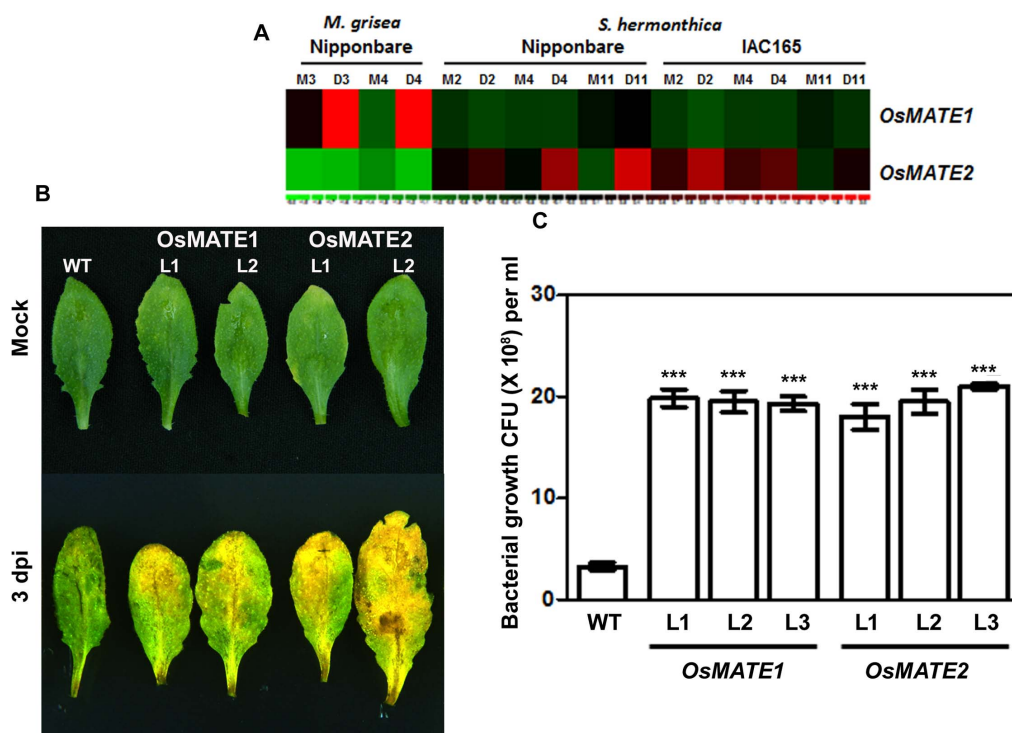 A
M. grisea
S. hermonthica
Nipponbare
Nipponbare
IAC165
M3 D3 M4 D4 M2 D2 M4 D4 M11 D11 M2 D2 M4 D4 M11 D11
OsMATE1
OsMATE2
B
OsMATE1 OsMATE2
WT L1 L2 L1 L2
Mock
3 dpi
C
Bacterial growth CFU (X 10⁸) per ml
30
20
10
0
*** *** *** *** *** ***
WT L1 L2 L3 L1 L2 L3
OsMATE1 OsMATE2